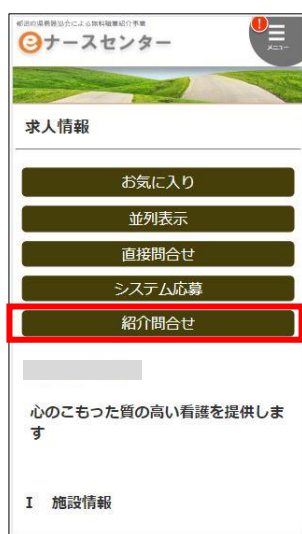 都道府県看護協会による無料職業紹介事業
eナースセンター
!
メニュー
求人情報
お気に入り
並列表示
直接問合せ
システム応募
紹介問合せ
心のこもった質の高い看護を提供しま
す
Ⅰ 施設情報